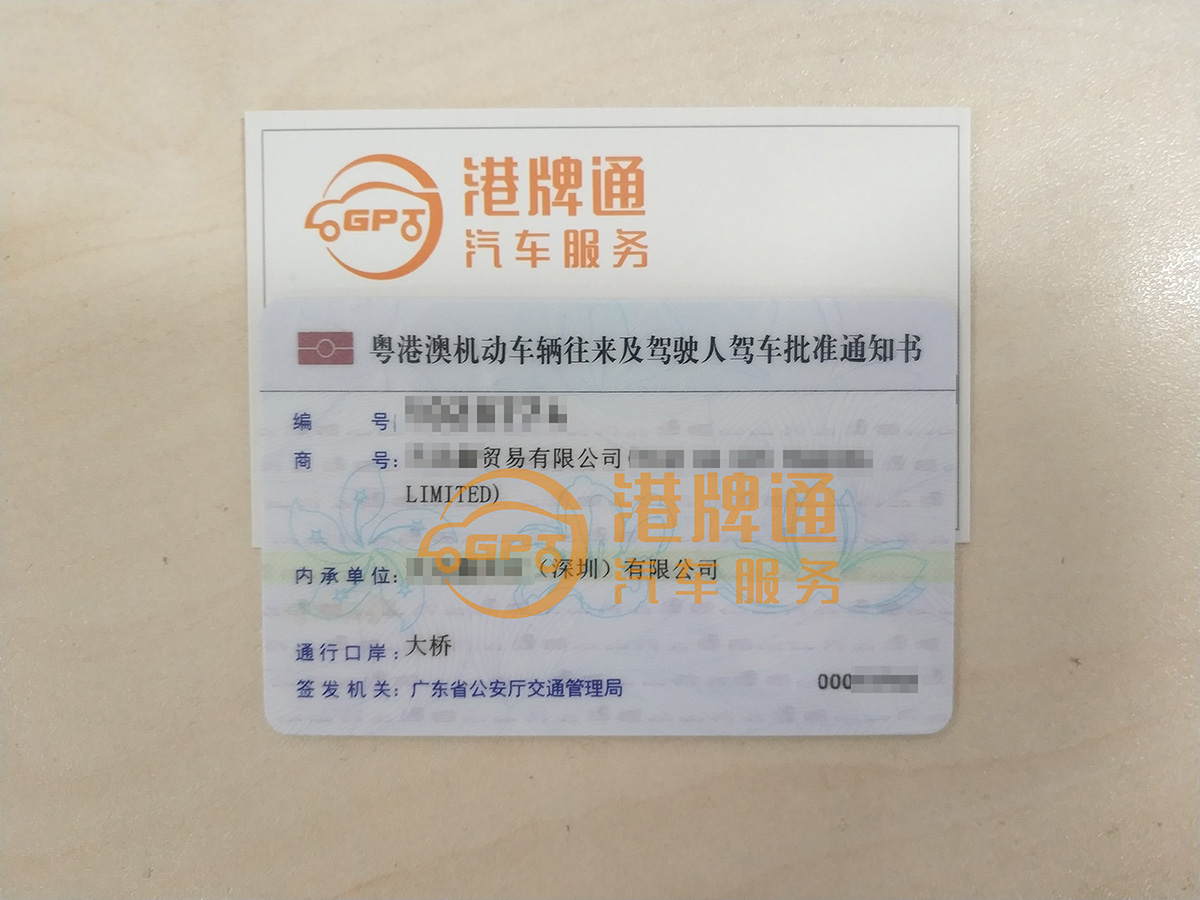 GPT
港牌通
汽车服务
粤港澳机动车辆往来及驾驶人驾车批准通知书
编 号:
商 号: 贸易有限公司(
LIMITED)
GPT 港牌通
汽车服务
内承单位: （深圳）有限公司
通行口岸: 大桥
签发机关: 广东省公安厅交通管理局
000